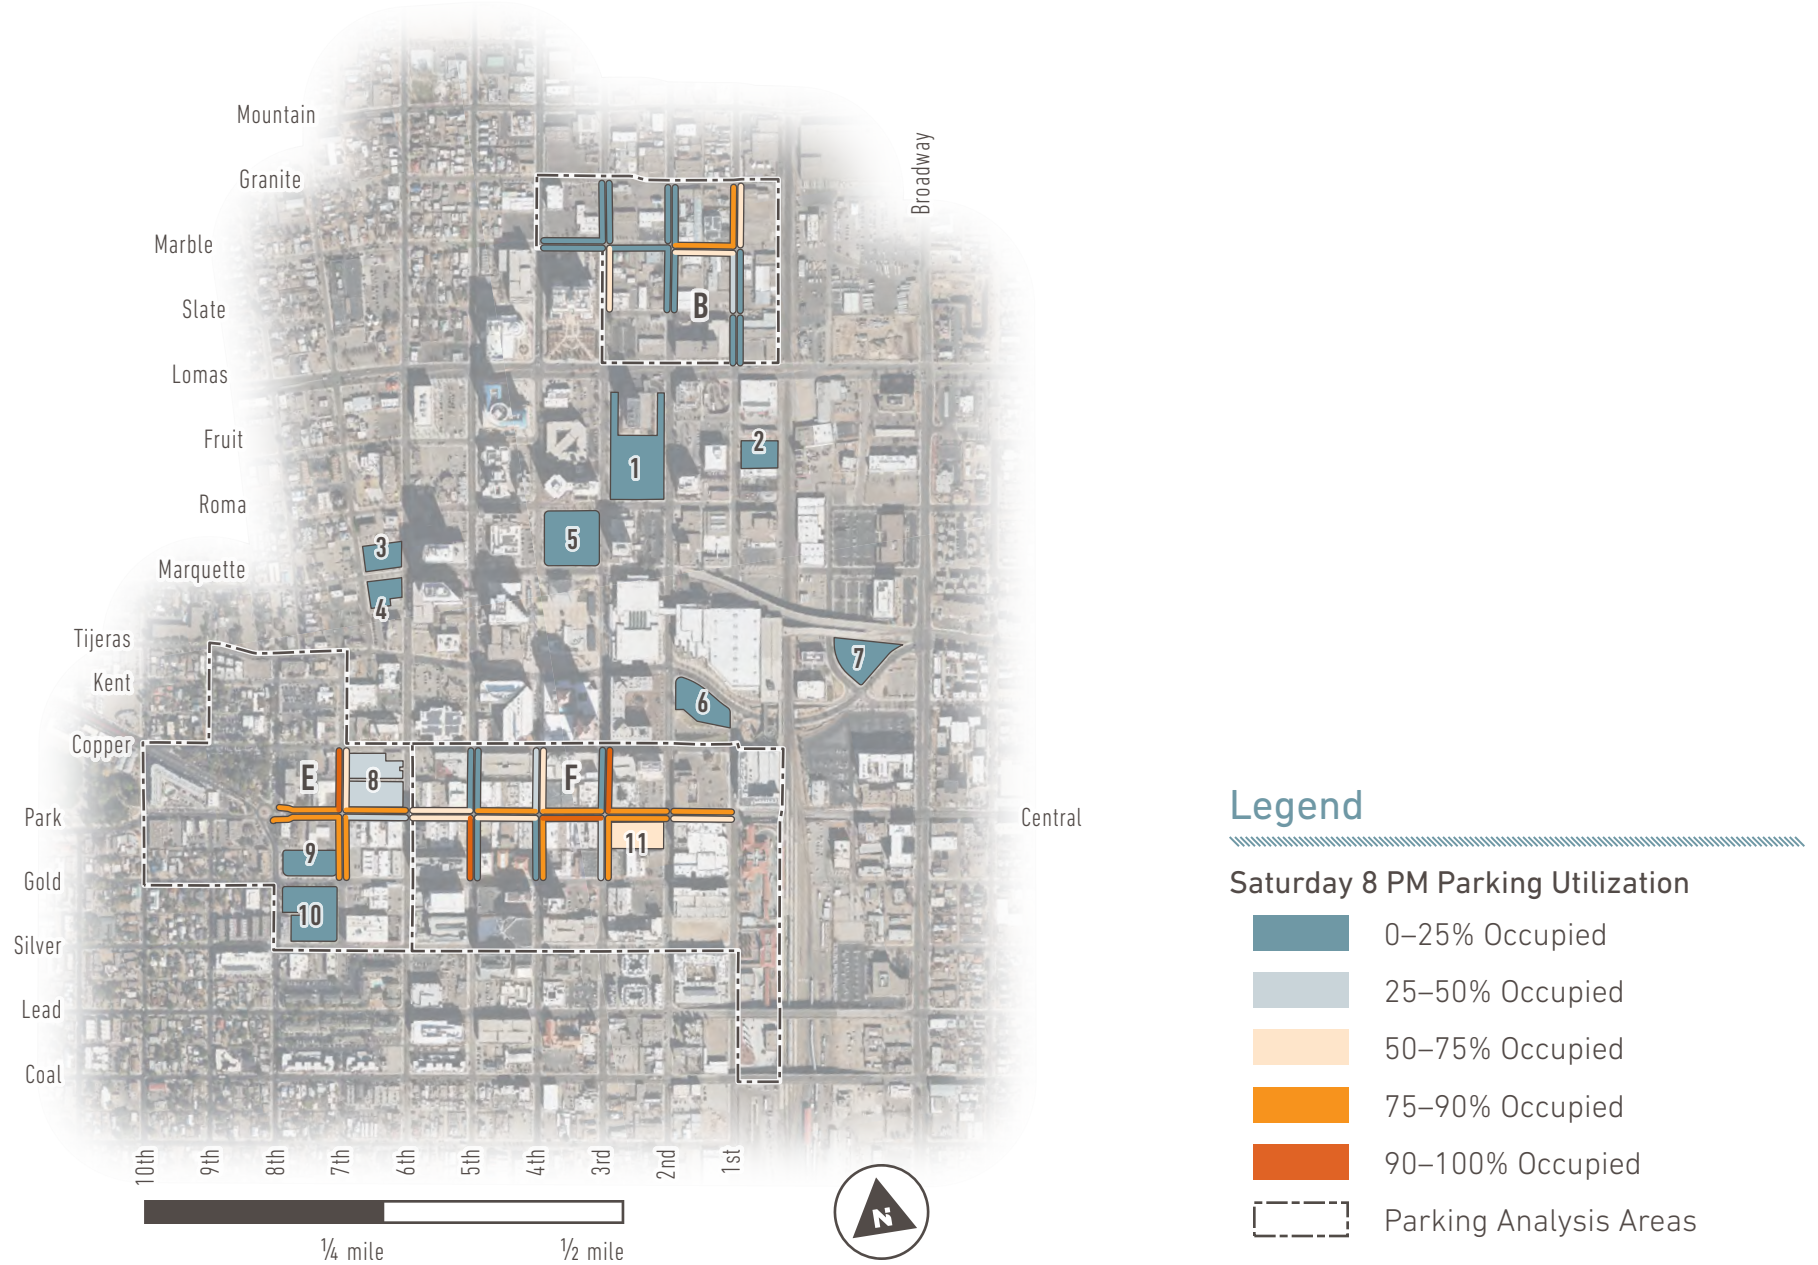 Mountain
Granite
Marble
Slate
Lomas
Fruit
Roma
Marquette
Tijeras
Kent
Copper
Park
Gold
Silver
Lead
Coal
Broadway
Central
B
1
2
3
4
5
6
7
E
8
F
9
10
11
10th
9th
8th
7th
6th
5th
4th
3rd
2nd
1st
¼ mile
½ mile
N
Legend
Saturday 8 PM Parking Utilization
0–25% Occupied
25–50% Occupied
50–75% Occupied
75–90% Occupied
90–100% Occupied
Parking Analysis Areas